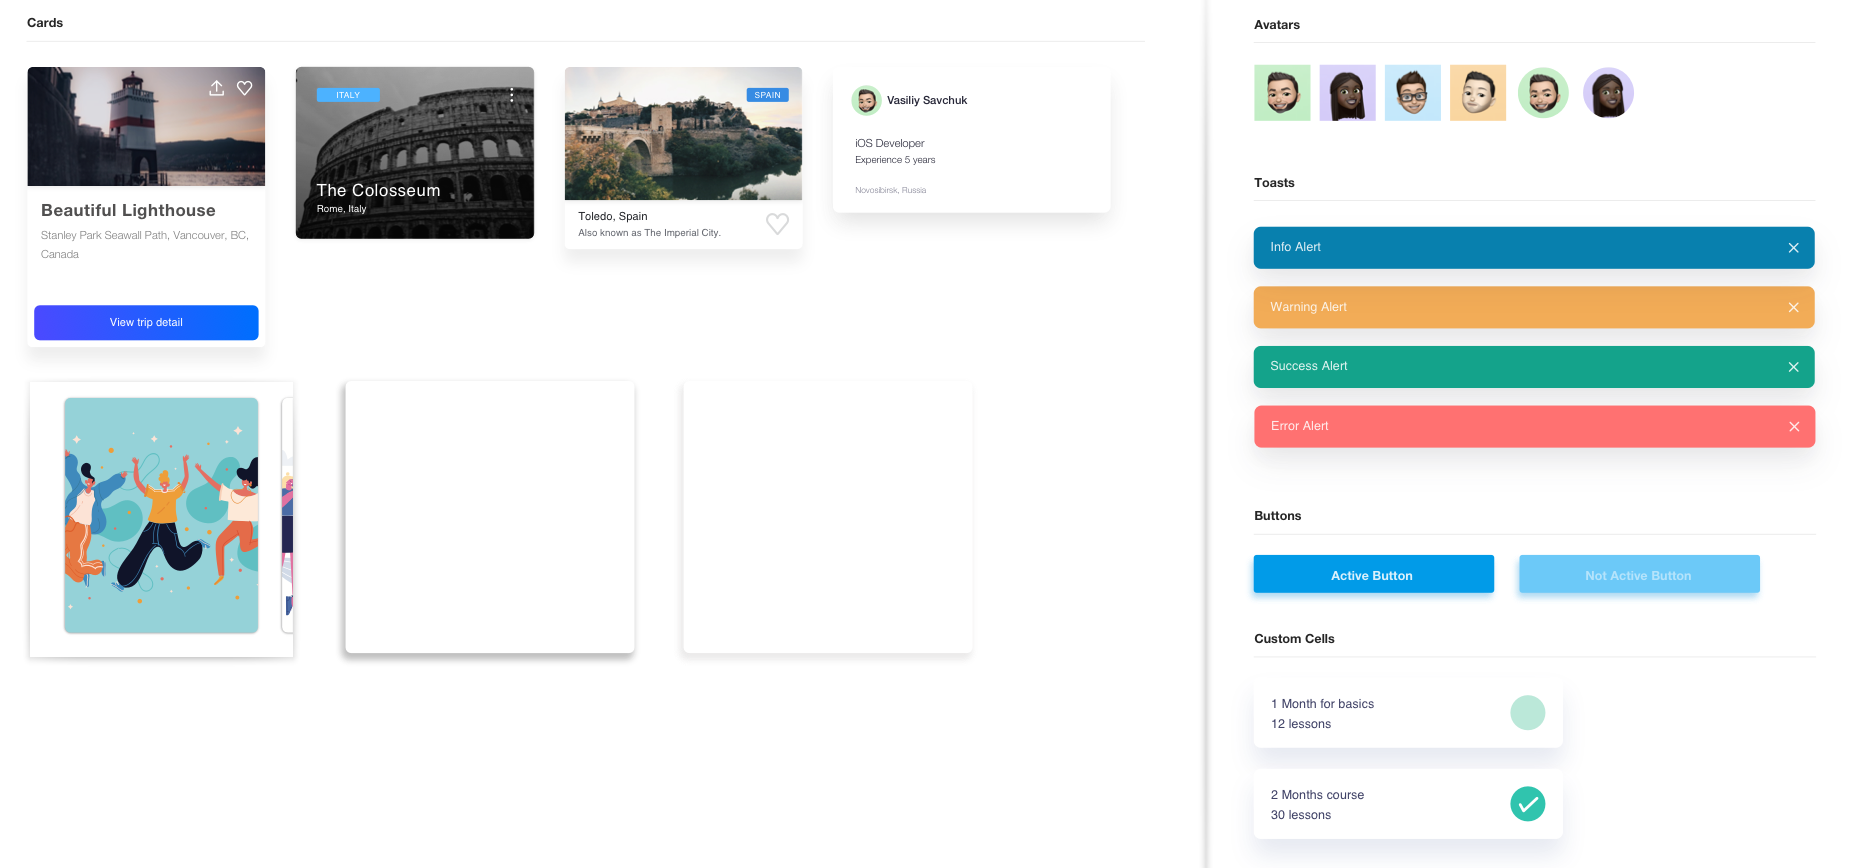 Cards
Beautiful Lighthouse
Stanley Park Seawall Path, Vancouver, BC,
Canada
View trip detail
ITALY
The Colosseum
Rome, Italy
SPAIN
Toledo, Spain
Also known as The Imperial City.
Vasiliy Savchuk
iOS Developer
Experience 5 years
Novosibirsk, Russia
Avatars
Toasts
Info Alert
Warning Alert
Success Alert
Error Alert
Buttons
Active Button
Not Active Button
Custom Cells
1 Month for basics
12 lessons
2 Months course
30 lessons